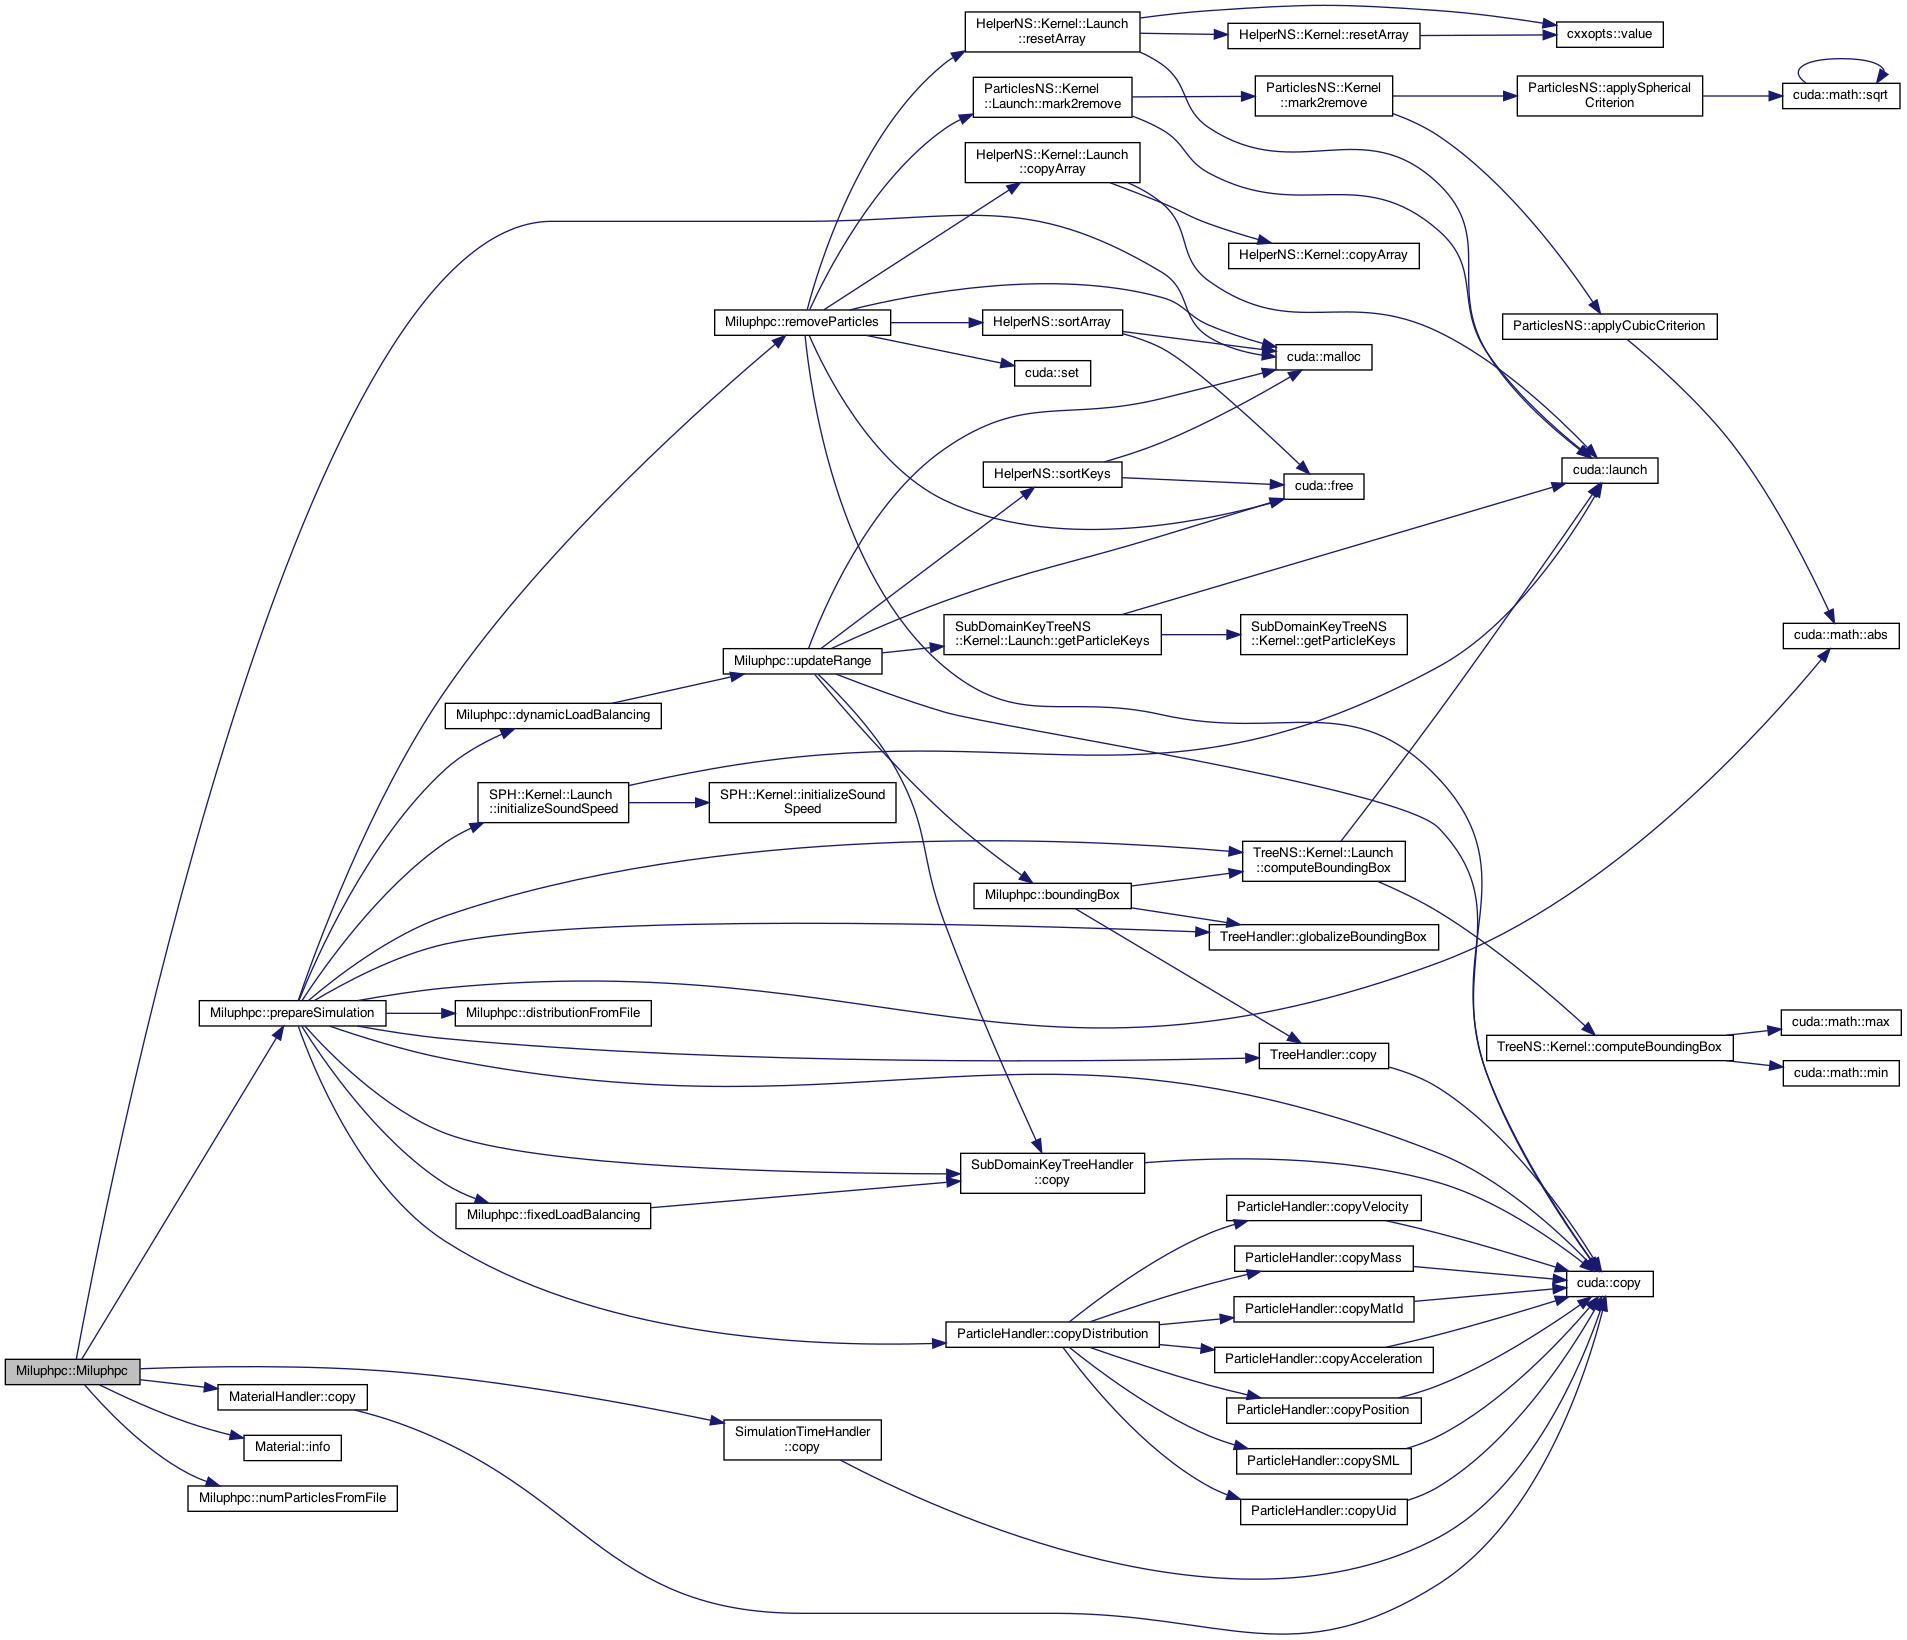 HelperNS::Kernel::Launch
::resetArray
HelperNS::Kernel::resetArray
cxxopts::value
ParticlesNS::Kernel
::Launch::mark2remove
ParticlesNS::Kernel
::mark2remove
ParticlesNS::applySpherical
Criterion
cuda::math::sqrt
HelperNS::Kernel::Launch
::copyArray
HelperNS::Kernel::copyArray
Miluphpc::removeParticles
HelperNS::sortArray
ParticlesNS::applyCubicCriterion
cuda::malloc
cuda::set
HelperNS::sortKeys
cuda::free
cuda::launch
SubDomainKeyTreeNS
::Kernel::Launch::getParticleKeys
SubDomainKeyTreeNS
::Kernel::getParticleKeys
cuda::math::abs
Miluphpc::updateRange
Miluphpc::dynamicLoadBalancing
SPH::Kernel::Launch
::initializeSoundSpeed
SPH::Kernel::initializeSound
Speed
TreeNS::Kernel::Launch
::computeBoundingBox
Miluphpc::boundingBox
TreeHandler::globalizeBoundingBox
Miluphpc::prepareSimulation
Miluphpc::distributionFromFile
cuda::math::max
TreeNS::Kernel::computeBoundingBox
TreeHandler::copy
cuda::math::min
SubDomainKeyTreeHandler
::copy
Miluphpc::fixedLoadBalancing
ParticleHandler::copyVelocity
ParticleHandler::copyMass
cuda::copy
ParticleHandler::copyMatId
ParticleHandler::copyDistribution
ParticleHandler::copyAcceleration
Miluphpc::Miluphpc
MaterialHandler::copy
ParticleHandler::copyPosition
SimulationTimeHandler
::copy
Material::info
ParticleHandler::copySML
Miluphpc::numParticlesFromFile
ParticleHandler::copyUid